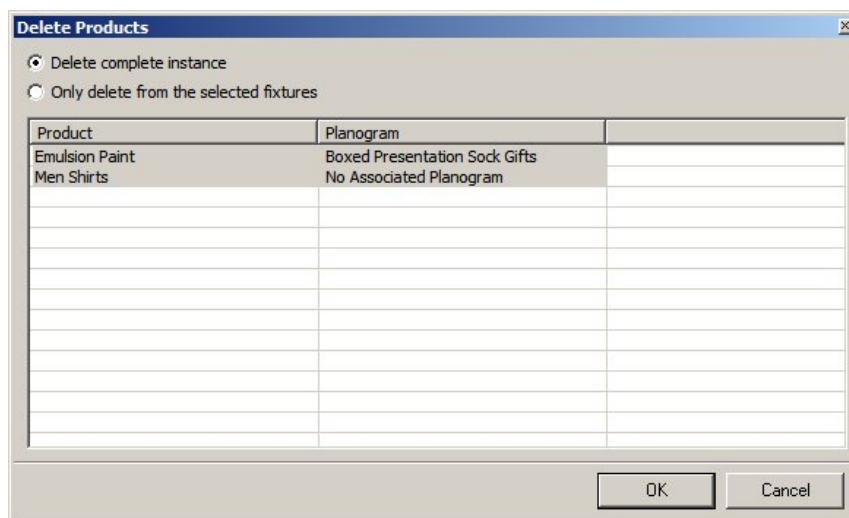 Delete Products
Delete complete instance
Only delete from the selected fixtures
Product Planogram
Emulsion Paint Boxed Presentation Sock Gifts
Men Shirts No Associated Planogram
OK Cancel